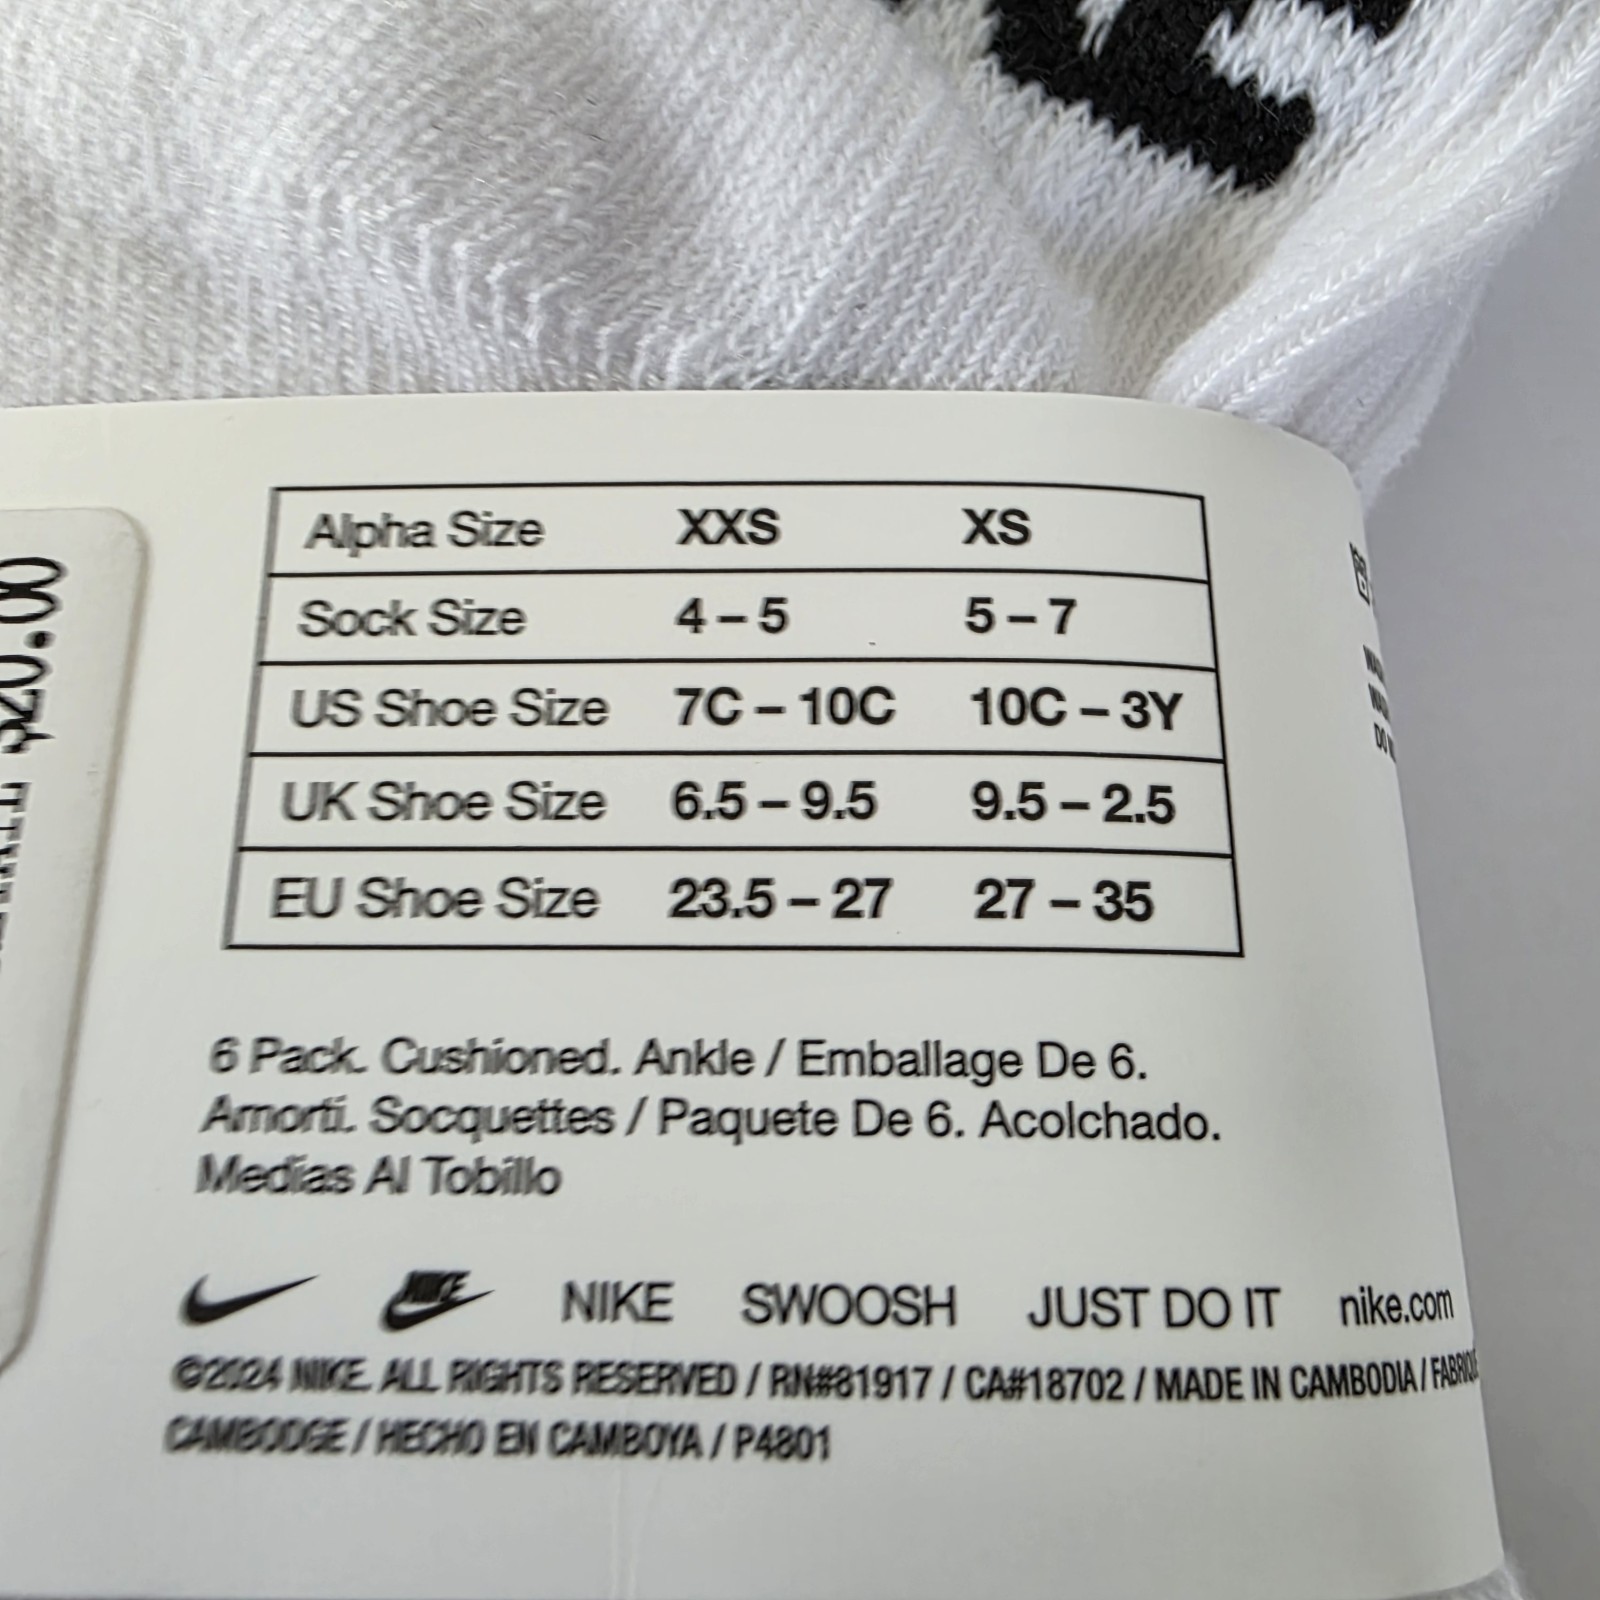 Alpha Size XXS XS
Sock Size 4 – 5 5 – 7
US Shoe Size 7C – 10C 10C – 3Y
UK Shoe Size 6.5 – 9.5 9.5 – 2.5
EU Shoe Size 23.5 – 27 27 – 35
6 Pack. Cushioned. Ankle / Emballage De 6.
Amorti. Socquettes / Paquete De 6. Acolchado.
Medias Al Tobillo
NIKE NIKE SWOOSH JUST DO IT nike.com
©2024 NIKE. ALL RIGHTS RESERVED / RN#81917 / CA#18702 / MADE IN CAMBODIA /
CAMBODGE / HECHO EN CAMBOYA / P4801
$20.00